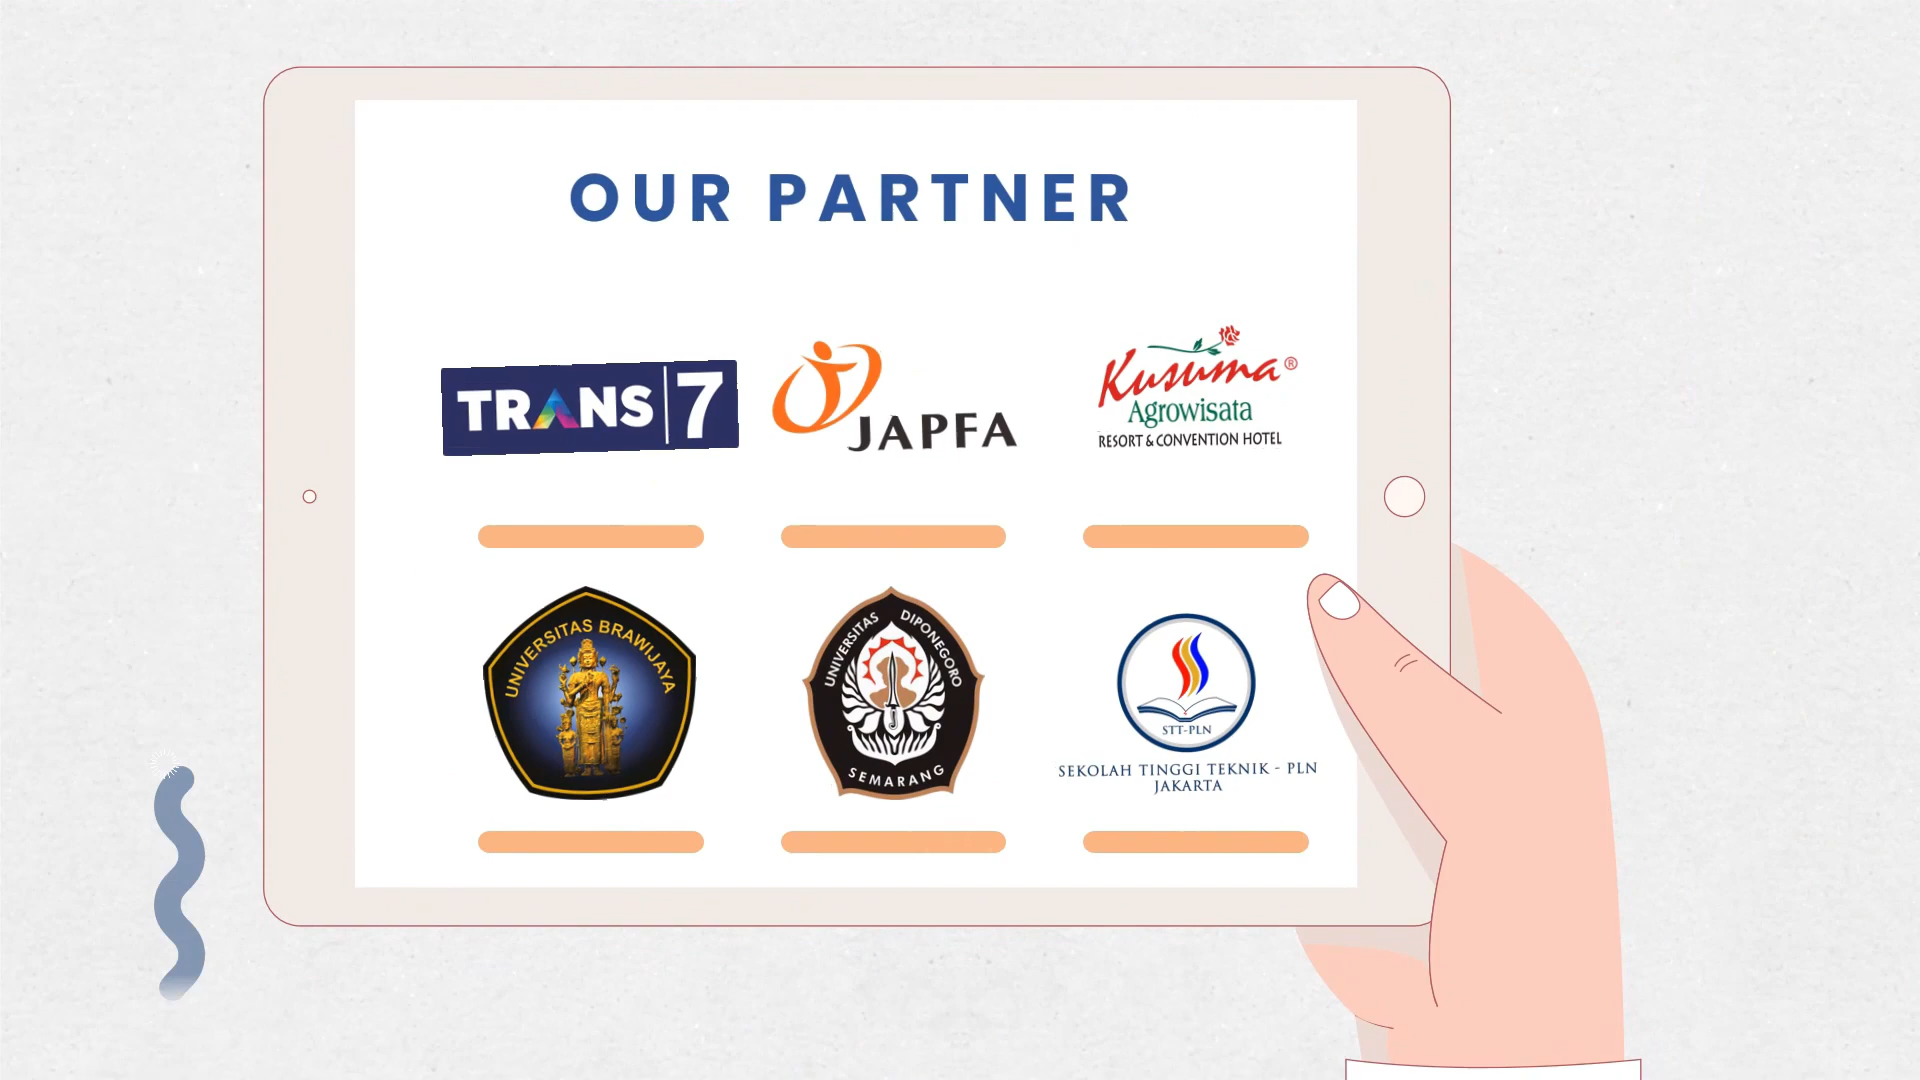 OUR PARTNER
TRANS|7
JAPFA
Kusuma®
Agrowisata
RESORT & CONVENTION HOTEL
UNIVERSITAS BRAWIJAYA
UNIVERSITAS DIPONEGORO
SEMARANG
STT-PLN
SEKOLAH TINGGI TEKNIK - PLN
JAKARTA